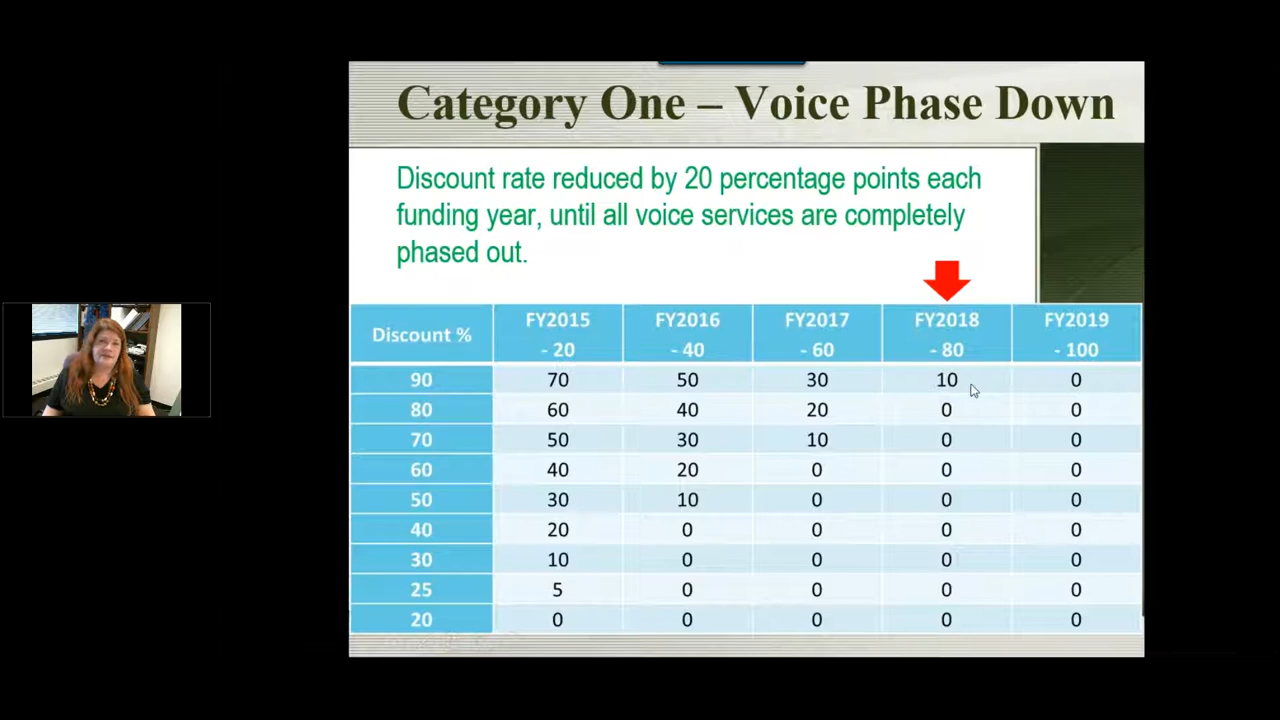 Category One – Voice Phase Down
Discount rate reduced by 20 percentage points each
funding year, until all voice services are completely
phased out.
Discount % FY2015 - 20 FY2016 - 40 FY2017 - 60 FY2018 - 80 FY2019 - 100
90 70 50 30 10 0
80 60 40 20 0 0
70 50 30 10 0 0
60 40 20 0 0 0
50 30 10 0 0 0
40 20 0 0 0 0
30 10 0 0 0 0
25 5 0 0 0 0
20 0 0 0 0 0